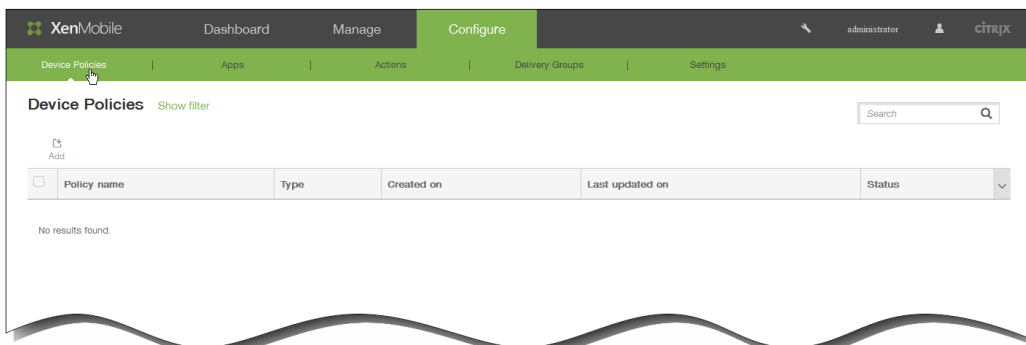 XenMobile Dashboard Manage Configure administrator CITRIX
Device Policies | Apps | Actions | Delivery Groups | Settings
Device Policies Show filter
Search
Add
Policy name Type Created on Last updated on Status
No results found.